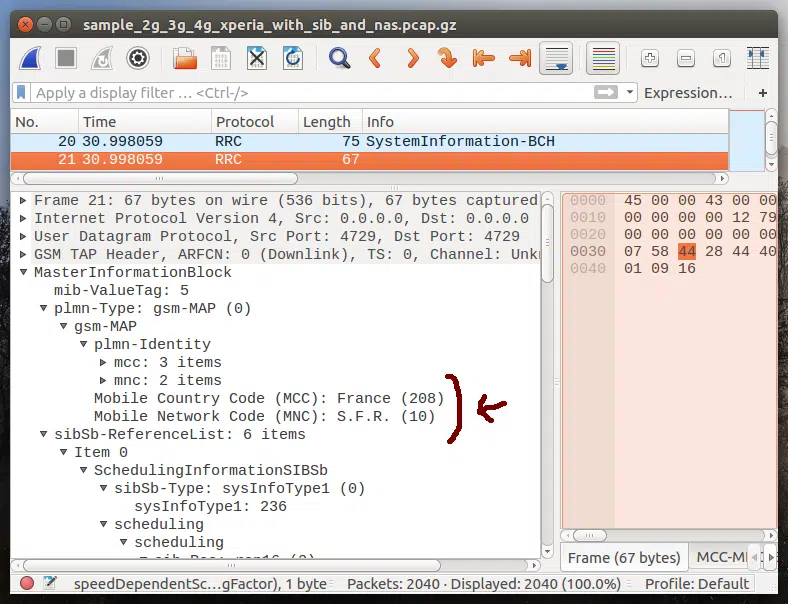 sample_2g_3g_4g_xperia_with_sib_and_nas.pcap.gz
Apply a display filter … <Ctrl-/>
Expression…
+
No. Time Protocol Length Info
20 30.998059 RRC 75 SystemInformation-BCH
21 30.998059 RRC 67
Frame 21: 67 bytes on wire (536 bits), 67 bytes captured
Internet Protocol Version 4, Src: 0.0.0.0, Dst: 0.0.0.0
User Datagram Protocol, Src Port: 4729, Dst Port: 4729
GSM TAP Header, ARFCN: 0 (Downlink), TS: 0, Channel: Unk
MasterInformationBlock
mib-ValueTag: 5
plmn-Type: gsm-MAP (0)
gsm-MAP
plmn-Identity
mcc: 3 items
mnc: 2 items
Mobile Country Code (MCC): France (208)
Mobile Network Code (MNC): S.F.R. (10)
sibSb-ReferenceList: 6 items
Item 0
SchedulingInformationSIBSb
sibSb-Type: sysInfoType1 (0)
sysInfoType1: 236
scheduling
scheduling
0000 45 00 00 43 00 00
0010 00 00 00 00 12 79
0020 00 00 00 00 00 00
0030 07 58 44 28 44 40
0040 01 09 16
Frame (67 bytes) MCC-M
speedDependentSc…gFactor), 1 byte Packets: 2040 · Displayed: 2040 (100.0%) Profile: Default